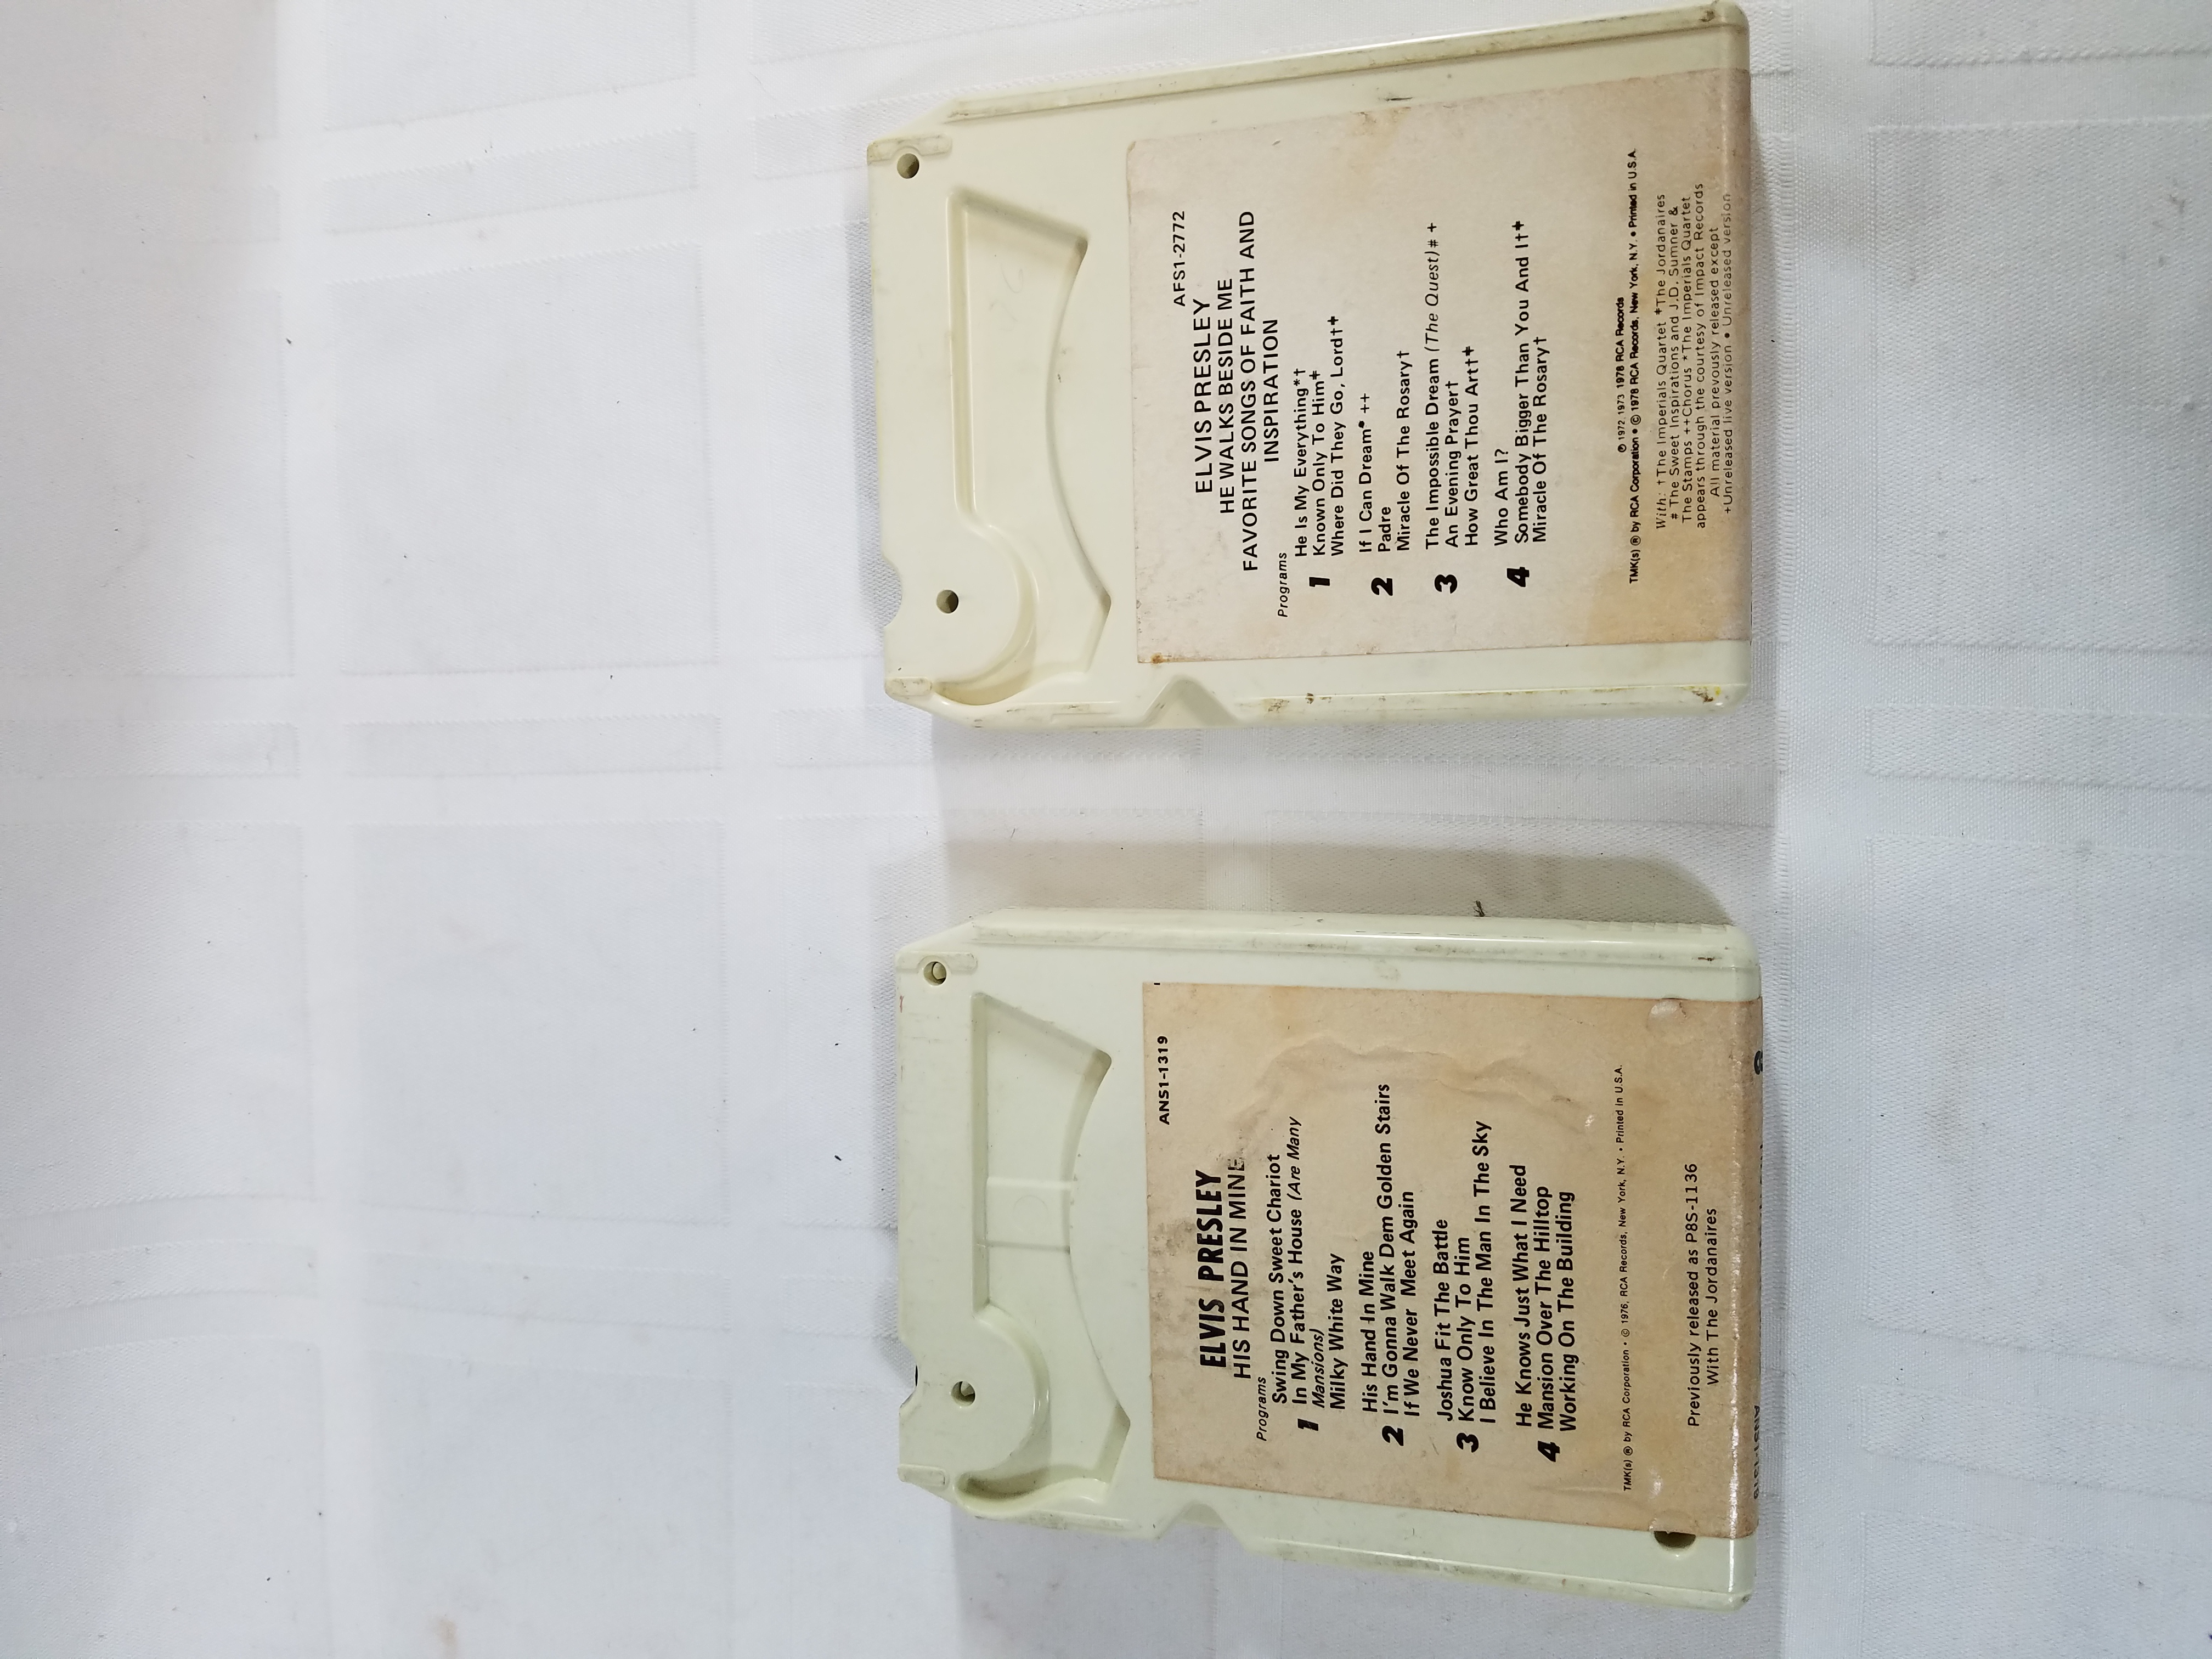 ANS1-1319
ELVIS PRESLEY
HIS HAND IN MINE
Programs
1 Swing Down Sweet Chariot
In My Father's House (Are Many
Mansions)
Milky White Way
2 His Hand In Mine
I'm Gonna Walk Dem Golden Stairs
If We Never Meet Again
3 Joshua Fit The Battle
Know Only To Him
I Believe In The Man In The Sky
4 He Knows Just What I Need
Mansion Over The Hilltop
Working On The Building
TMK(s) ® by RCA Corporation • © 1976, RCA Records, New York, N.Y. • Printed in U.S.A.
Previously released as P8S-1136
With The Jordanaires
AFS1-2772
ELVIS PRESLEY
HE WALKS BESIDE ME
FAVORITE SONGS OF FAITH AND
INSPIRATION
Programs
1 He Is My Everything*†
Known Only To Him‡
Where Did They Go, Lord†‡
2 If I Can Dream• ++
Padre
Miracle Of The Rosary†
3 The Impossible Dream (The Quest)# +
An Evening Prayer†
How Great Thou Art†‡
4 Who Am I?
Somebody Bigger Than You And I†‡
Miracle Of The Rosary†
℗ 1972 1973 1978 RCA Records
TMK(s) ® by RCA Corporation • © 1978 RCA Records, New York, N.Y. • Printed in U.S.A.
With: †The Imperials Quartet ‡The Jordanaires
# The Sweet Inspirations and J.D. Sumner &
The Stamps ++Chorus *The Imperials Quartet
appears through the courtesy of Impact Records
All material prevously released except
+Unreleased live version • Unreleased version